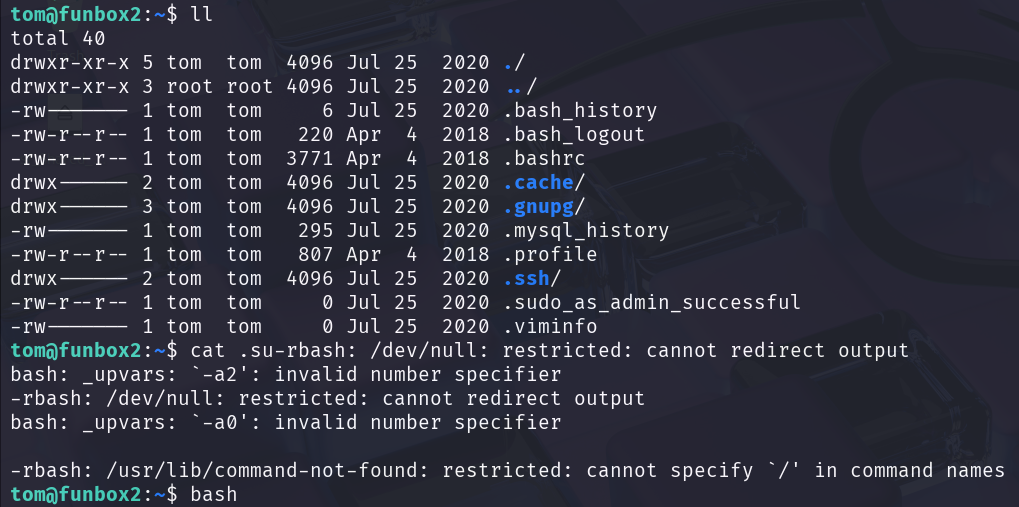 tom@funbox2:~$ ll
total 40
drwxr-xr-x 5 tom  tom  4096 Jul 25  2020 ./
drwxr-xr-x 3 root root 4096 Jul 25  2020 ../
-rw------- 1 tom  tom     6 Jul 25  2020 .bash_history
-rw-r--r-- 1 tom  tom   220 Apr  4  2018 .bash_logout
-rw-r--r-- 1 tom  tom  3771 Apr  4  2018 .bashrc
drwx------ 2 tom  tom  4096 Jul 25  2020 .cache/
drwx------ 3 tom  tom  4096 Jul 25  2020 .gnupg/
-rw------- 1 tom  tom   295 Jul 25  2020 .mysql_history
-rw-r--r-- 1 tom  tom   807 Apr  4  2018 .profile
drwx------ 2 tom  tom  4096 Jul 25  2020 .ssh/
-rw-r--r-- 1 tom  tom     0 Jul 25  2020 .sudo_as_admin_successful
-rw------- 1 tom  tom     0 Jul 25  2020 .viminfo
tom@funbox2:~$ cat .su-rbash: /dev/null: restricted: cannot redirect output
bash: _upvars: `-a2': invalid number specifier
-rbash: /dev/null: restricted: cannot redirect output
bash: _upvars: `-a0': invalid number specifier
-rbash: /usr/lib/command-not-found: restricted: cannot specify `/' in command names
tom@funbox2:~$ bash